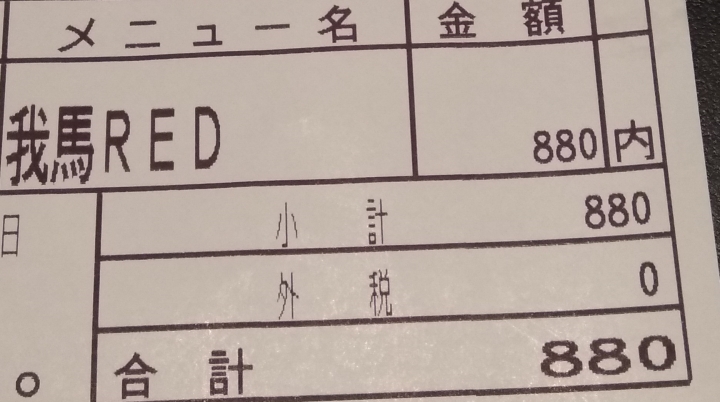 メニュー名 金額
我馬RED 880 内
日 小計 880
外税 0
。 合計 880